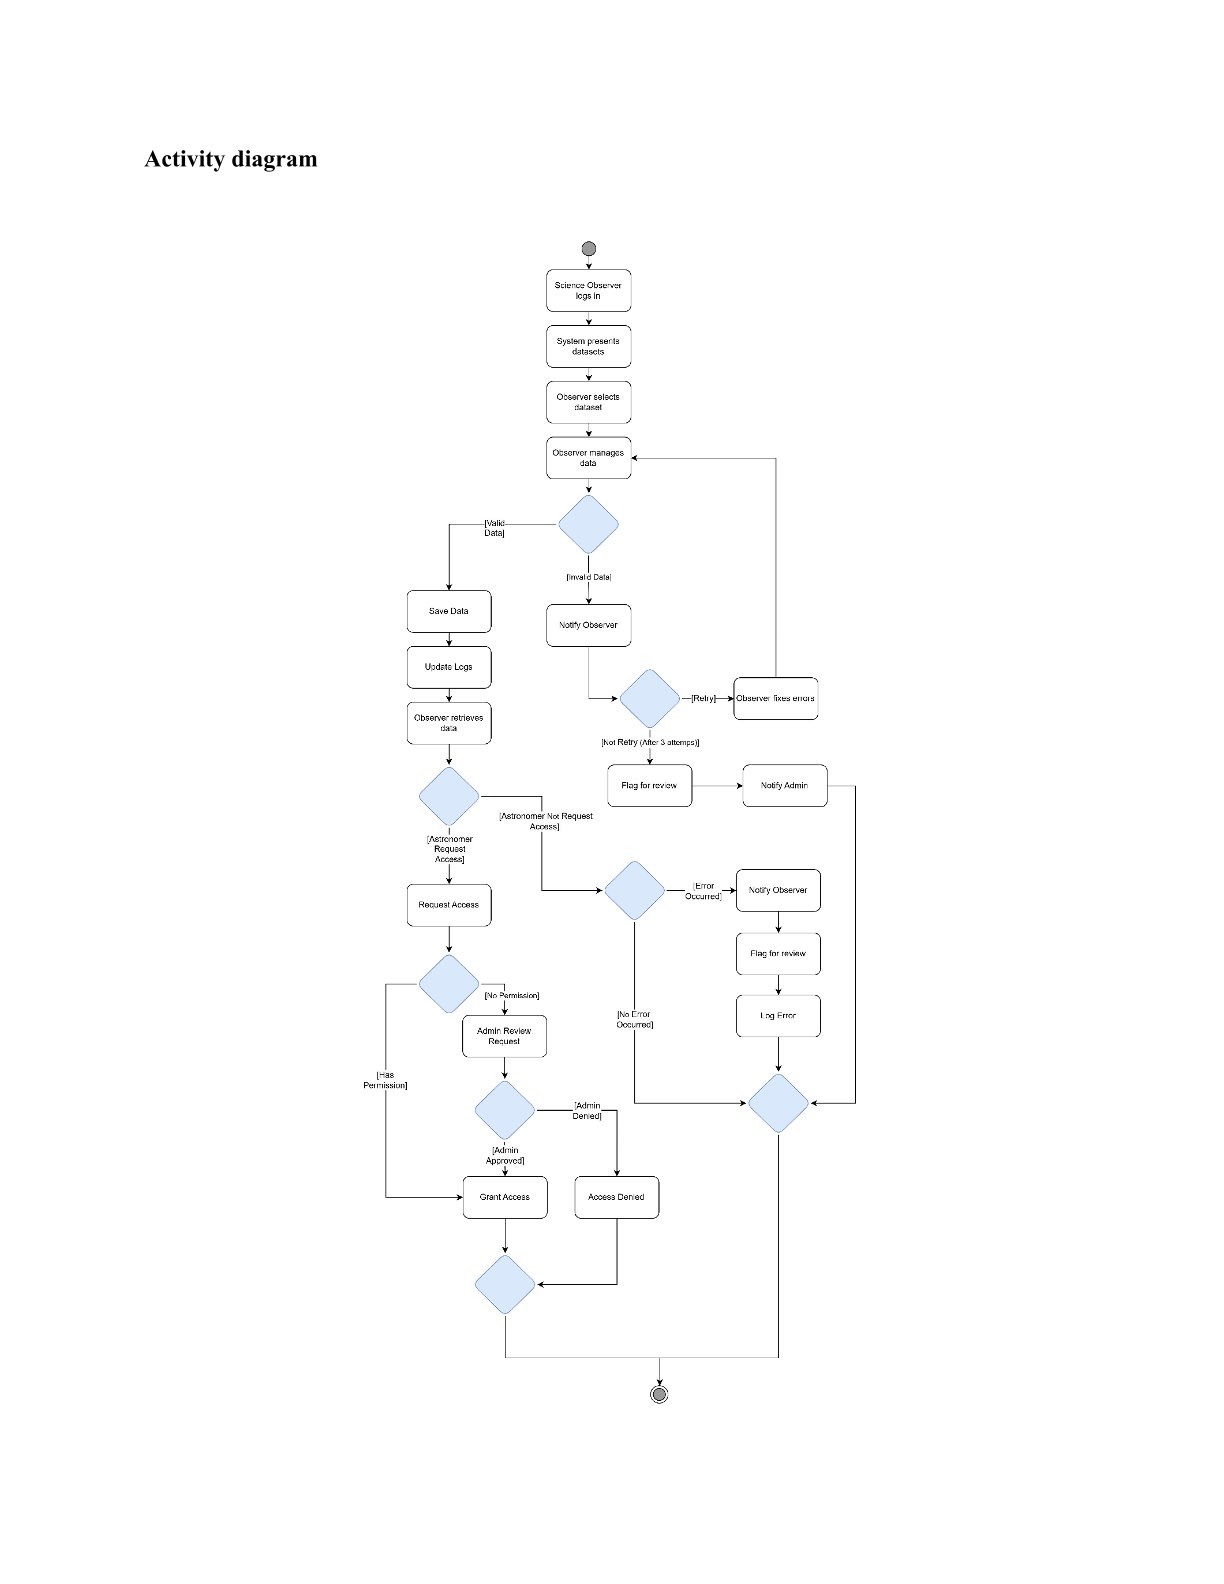 Activity diagram
Science Observer
logs in
System presents
datasets
Observer selects
dataset
Observer manages
data
[Valid
Data]
[Invalid Data]
Save Data
Notify Observer
Update Logs
[Retry]
Observer fixes errors
Observer retrieves
data
[Not Retry (After 3 attemps)]
Flag for review
Notify Admin
[Astronomer Not Request
Access]
[Astronomer
Request
Access]
[Error
Occurred]
Notify Observer
Request Access
Flag for review
[No Permission]
[No Error
Occurred]
Log Error
Admin Review
Request
[Has
Permission]
[Admin
Denied]
[Admin
Approved]
Grant Access
Access Denied